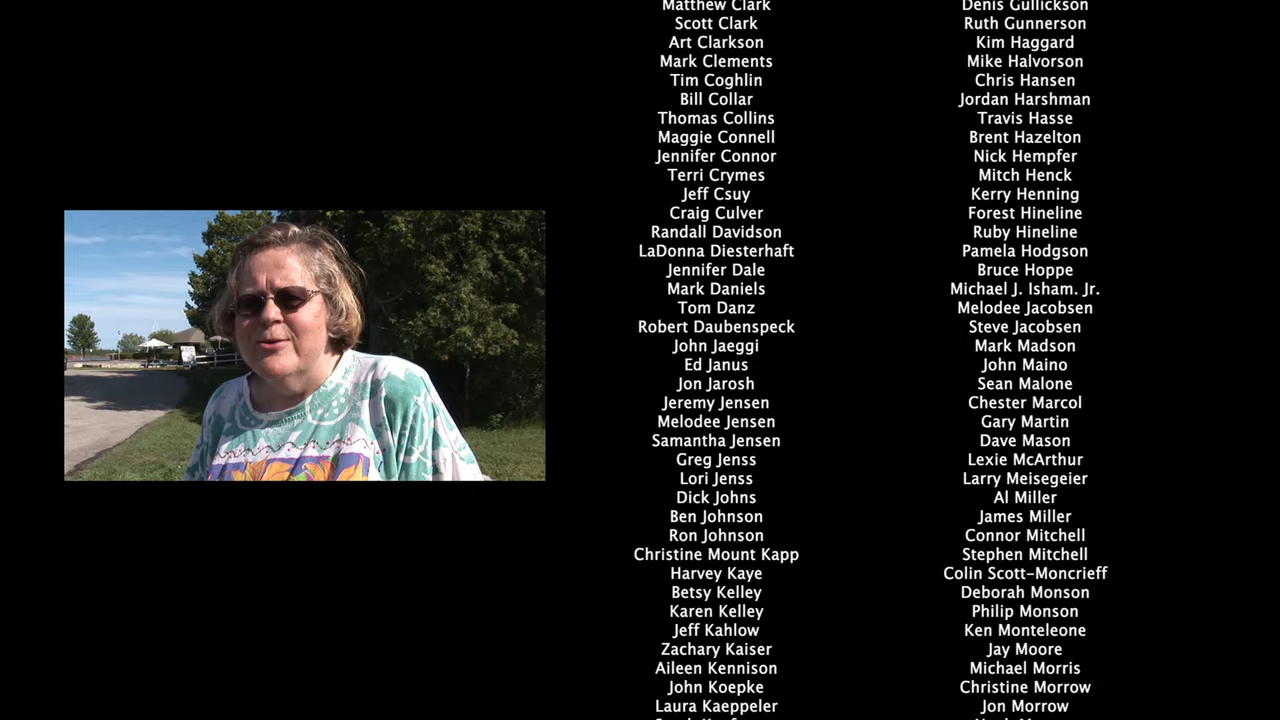 Matthew Clark
Scott Clark
Art Clarkson
Mark Clements
Tim Coghlin
Bill Collar
Thomas Collins
Maggie Connell
Jennifer Connor
Terri Crymes
Jeff Csuy
Craig Culver
Randall Davidson
LaDonna Diesterhaft
Jennifer Dale
Mark Daniels
Tom Danz
Robert Daubenspeck
John Jaeggi
Ed Janus
Jon Jarosh
Jeremy Jensen
Melodee Jensen
Samantha Jensen
Greg Jenss
Lori Jenss
Dick Johns
Ben Johnson
Ron Johnson
Christine Mount Kapp
Harvey Kaye
Betsy Kelley
Karen Kelley
Jeff Kahlow
Zachary Kaiser
Aileen Kennison
John Koepke
Laura Kaeppeler
Denis Gullickson
Ruth Gunnerson
Kim Haggard
Mike Halvorson
Chris Hansen
Jordan Harshman
Travis Hasse
Brent Hazelton
Nick Hempfer
Mitch Henck
Kerry Henning
Forest Hineline
Ruby Hineline
Pamela Hodgson
Bruce Hoppe
Michael J. Isham. Jr.
Melodee Jacobsen
Steve Jacobsen
Mark Madson
John Maino
Sean Malone
Chester Marcol
Gary Martin
Dave Mason
Lexie McArthur
Larry Meisegeier
Al Miller
James Miller
Connor Mitchell
Stephen Mitchell
Colin Scott-Moncrieff
Deborah Monson
Philip Monson
Ken Monteleone
Jay Moore
Michael Morris
Christine Morrow
Jon Morrow